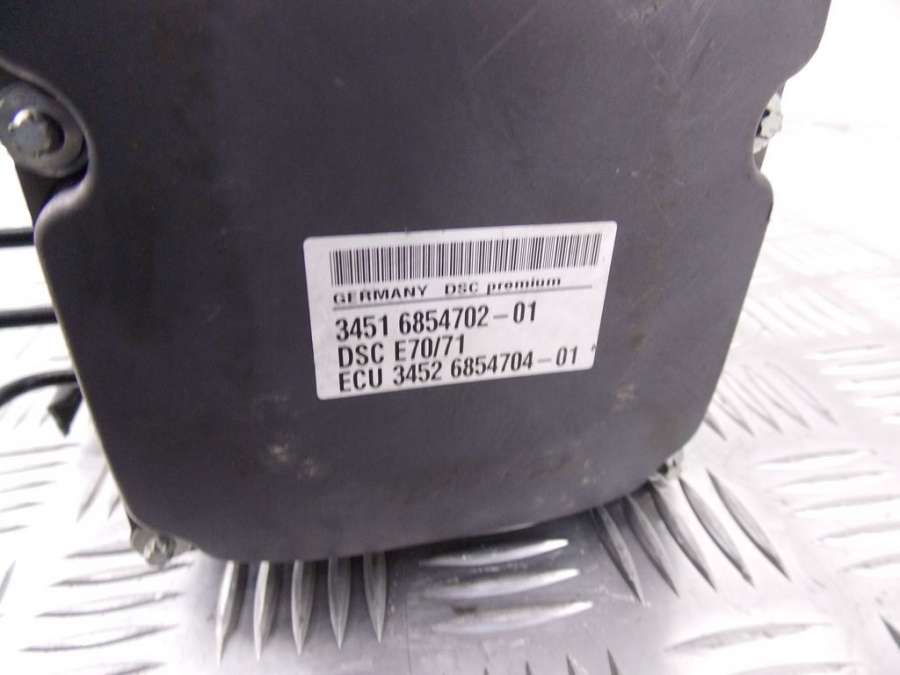 GERMANY DSC premium
3451 6854702-01
DSC E70/71
ECU 3452 6854704-01